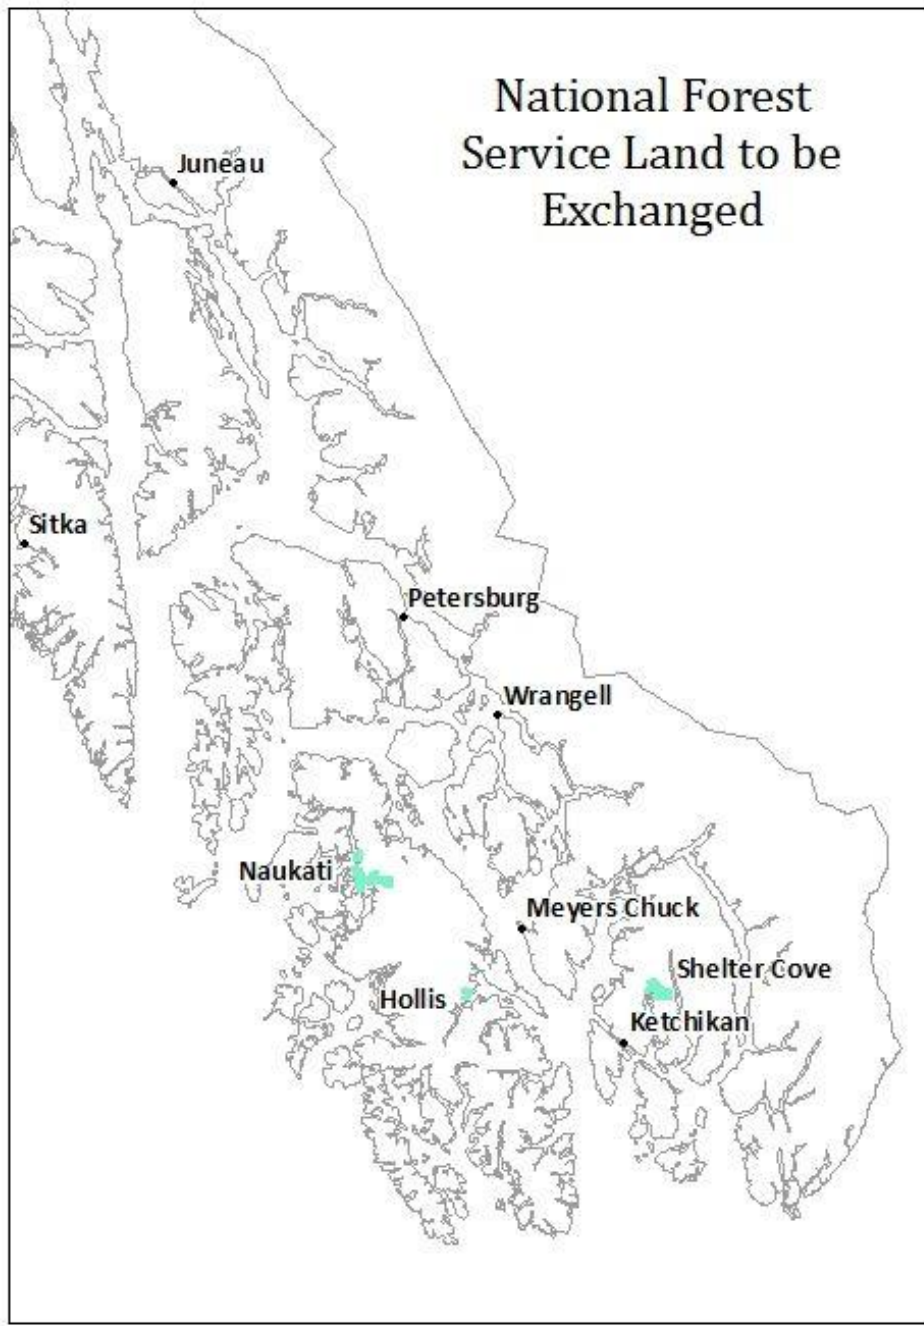 National Forest
Service Land to be
Exchanged
Juneau
Sitka
Petersburg
Wrangell
Naukati
Meyers Chuck
Shelter Cove
Hollis
Ketchikan